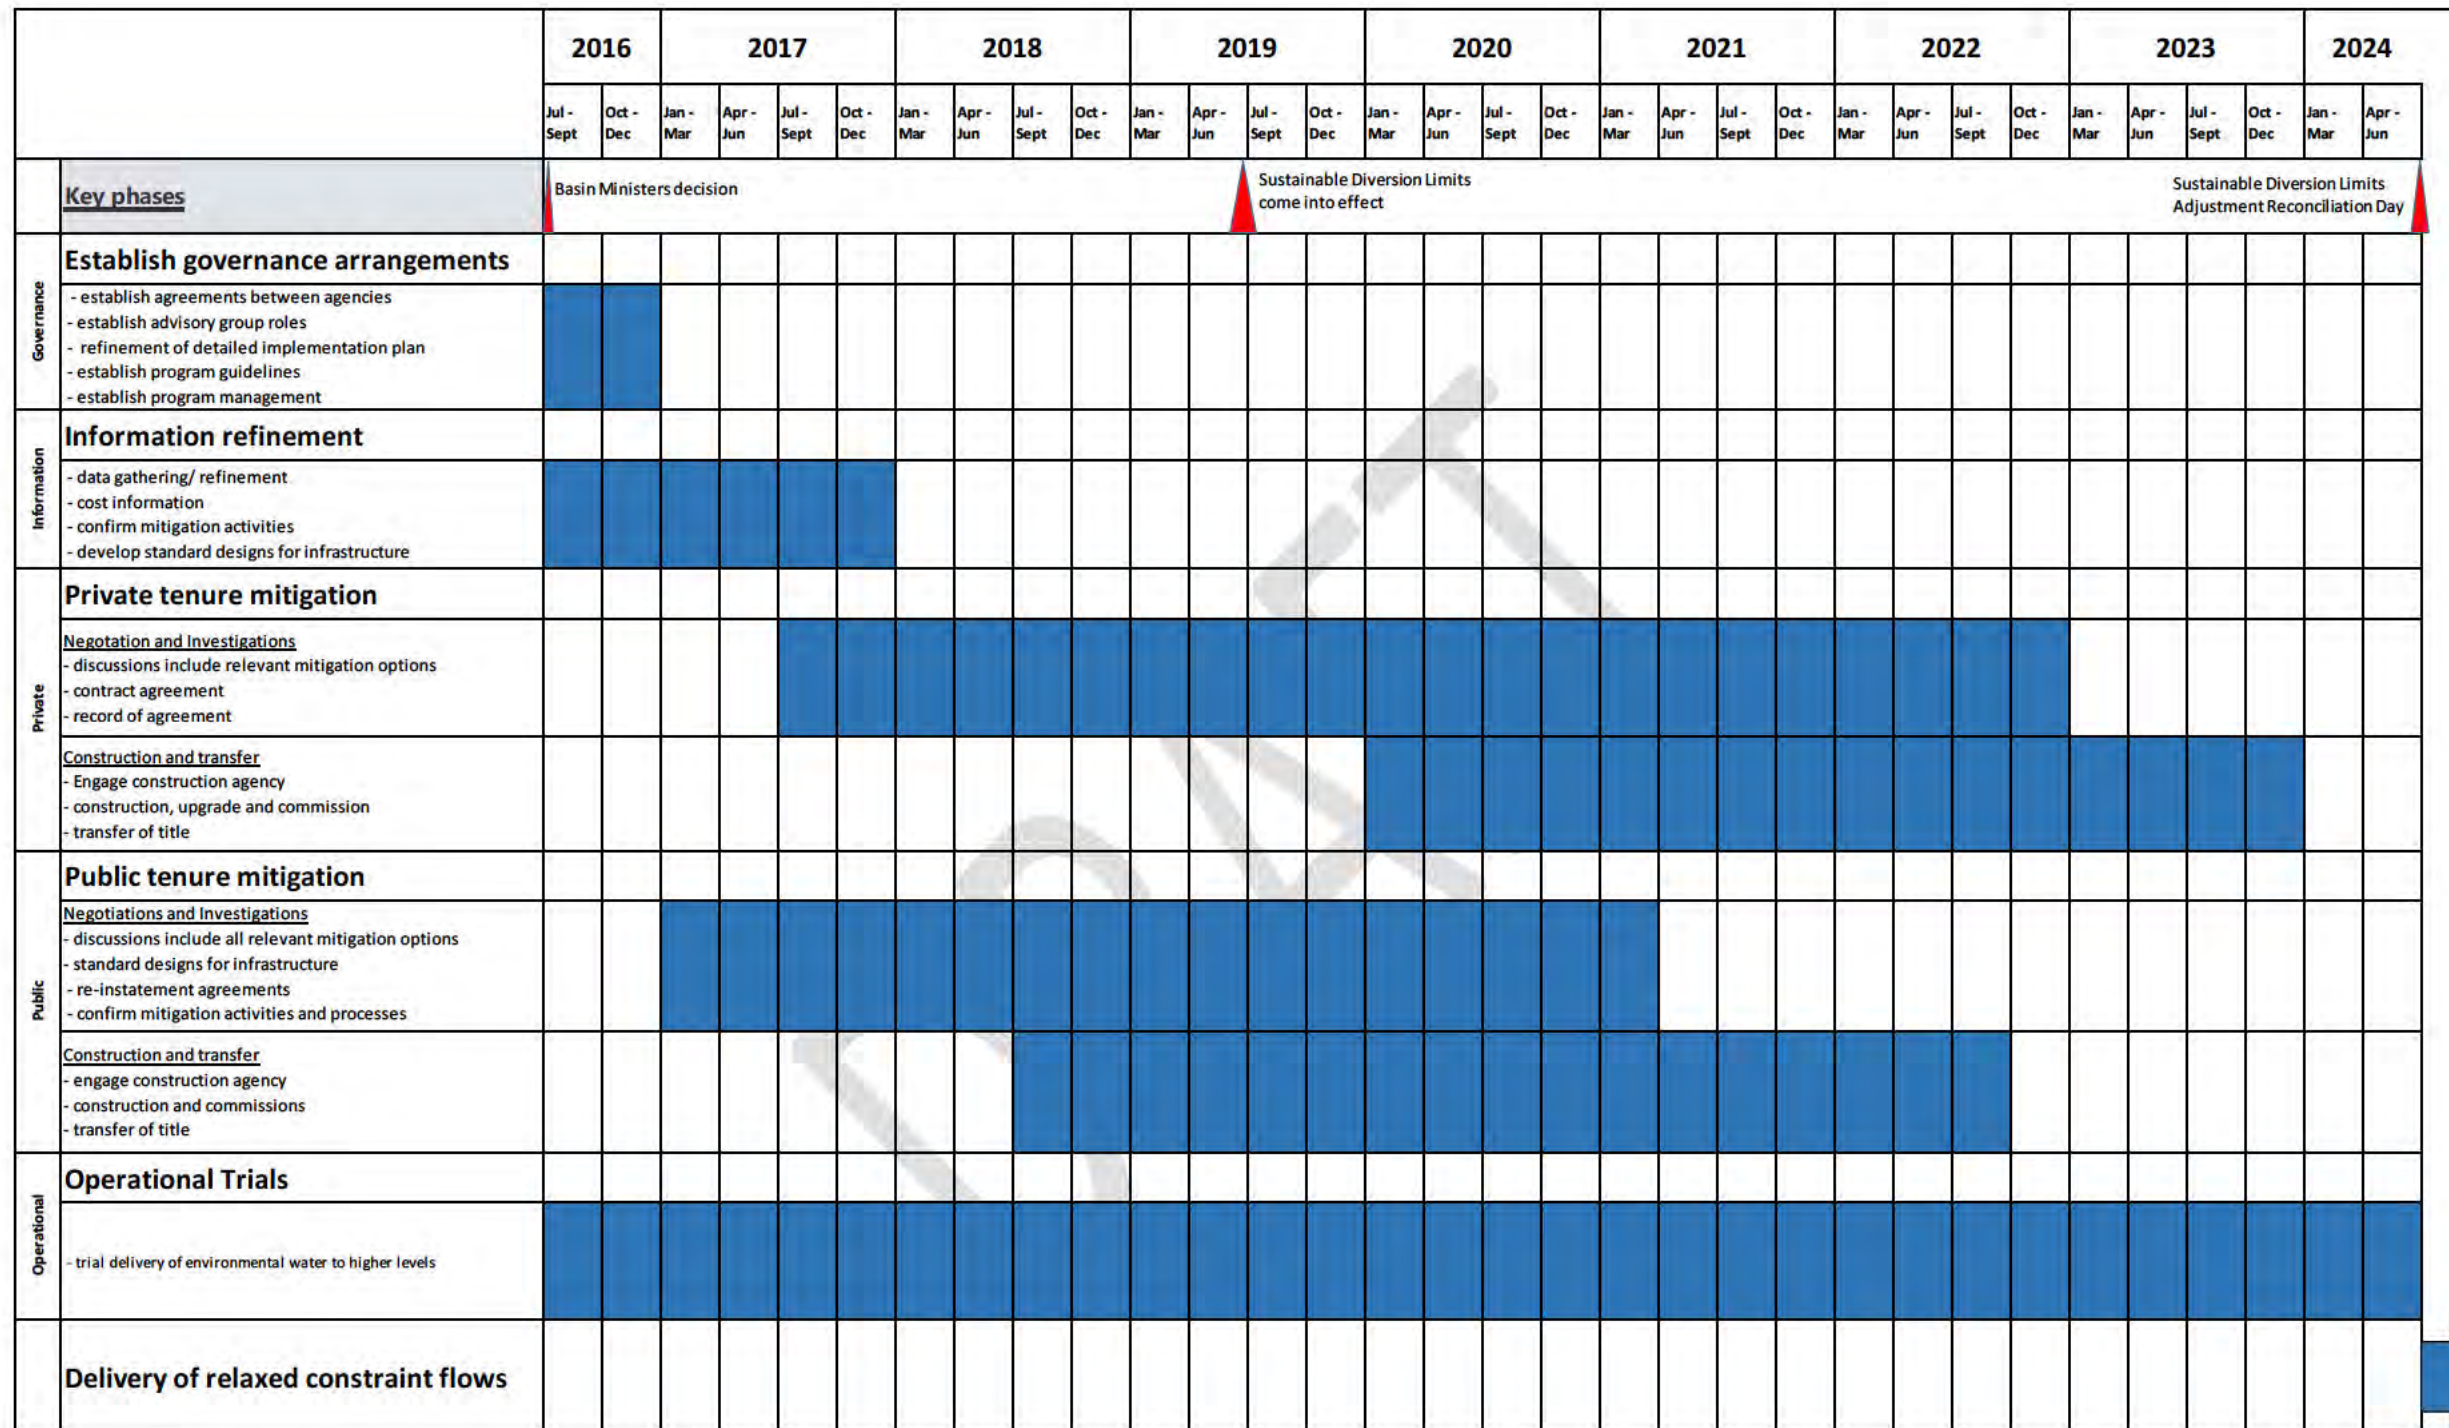 2016 2017 2018 2019 2020 2021 2022 2023 2024
Jul - Sept Oct - Dec Jan - Mar Apr - Jun Jul - Sept Oct - Dec Jan - Mar Apr - Jun Jul - Sept Oct - Dec Jan - Mar Apr - Jun Jul - Sept Oct - Dec Jan - Mar Apr - Jun Jul - Sept Oct - Dec Jan - Mar Apr - Jun Jul - Sept Oct - Dec Jan - Mar Apr - Jun Jul - Sept Oct - Dec Jan - Mar Apr - Jun Jul - Sept Oct - Dec Jan - Mar Apr - Jun
Key phases
Basin Ministers decision
Sustainable Diversion Limits
come into effect
Sustainable Diversion Limits
Adjustment Reconciliation Day
Governance
Establish governance arrangements
- establish agreements between agencies
- establish advisory group roles
- refinement of detailed implementation plan
- establish program guidelines
- establish program management
Information
Information refinement
- data gathering/ refinement
- cost information
- confirm mitigation activities
- develop standard designs for infrastructure
Private
Private tenure mitigation
Negotation and Investigations
- discussions include relevant mitigation options
- contract agreement
- record of agreement
Construction and transfer
- Engage construction agency
- construction, upgrade and commission
- transfer of title
Public
Public tenure mitigation
Negotiations and Investigations
- discussions include all relevant mitigation options
- standard designs for infrastructure
- re-instatement agreements
- confirm mitigation activities and processes
Construction and transfer
- engage construction agency
- construction and commissions
- transfer of title
Operational
Operational Trials
- trial delivery of environmental water to higher levels
Delivery of relaxed constraint flows
DRAFT